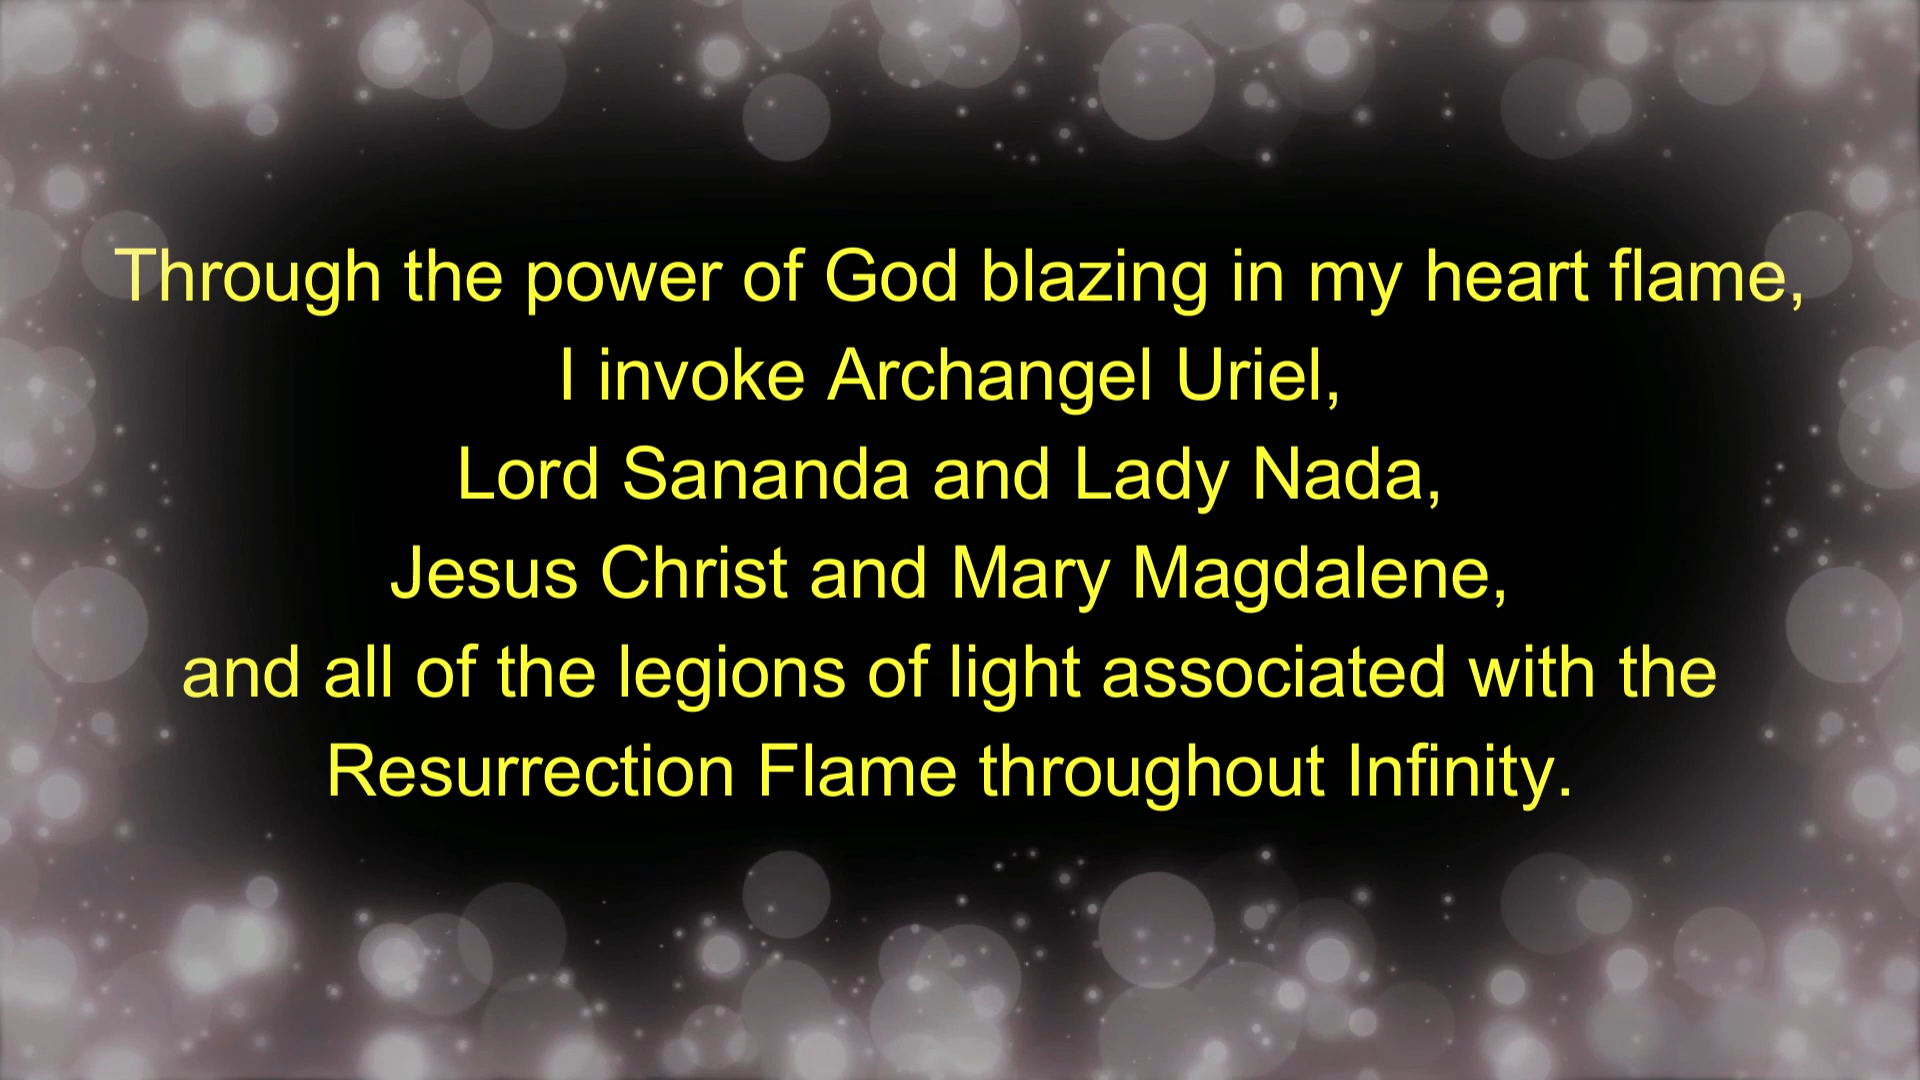 Through the power of God blazing in my heart flame,
I invoke Archangel Uriel,
Lord Sananda and Lady Nada,
Jesus Christ and Mary Magdalene,
and all of the legions of light associated with the
Resurrection Flame throughout Infinity.